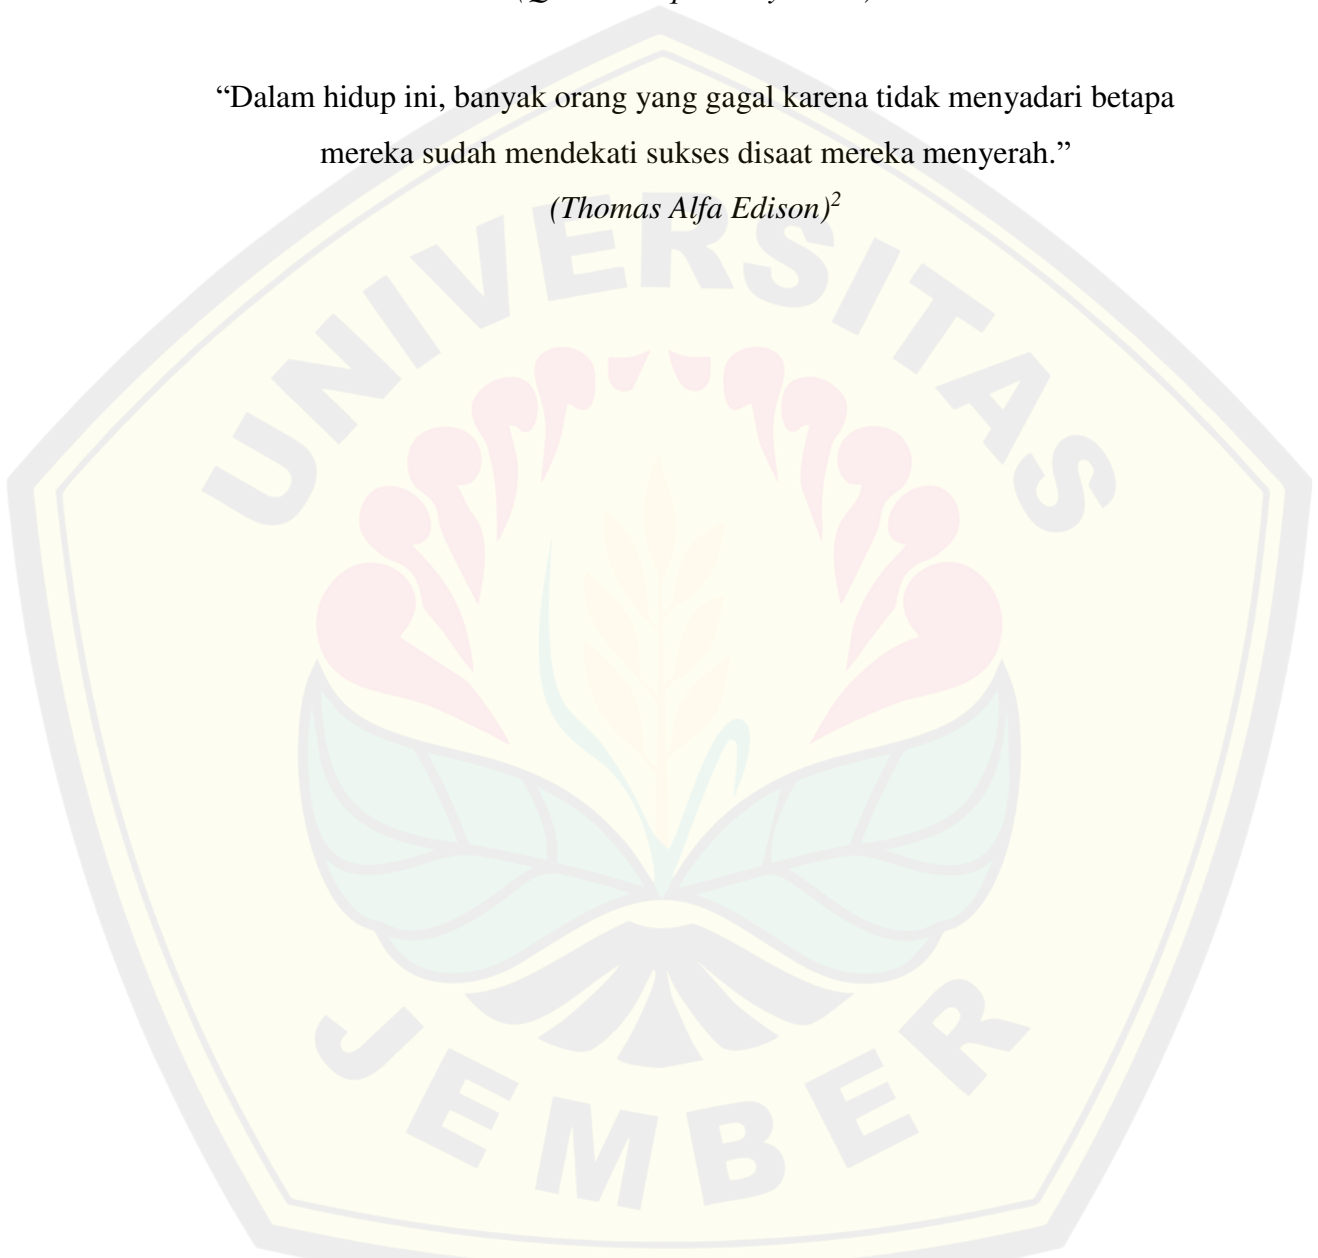 “Dalam hidup ini, banyak orang yang gagal karena tidak menyadari betapa
mereka sudah mendekati sukses disaat mereka menyerah.”
(Thomas Alfa Edison)2
UNIVERSITAS
JEMBER